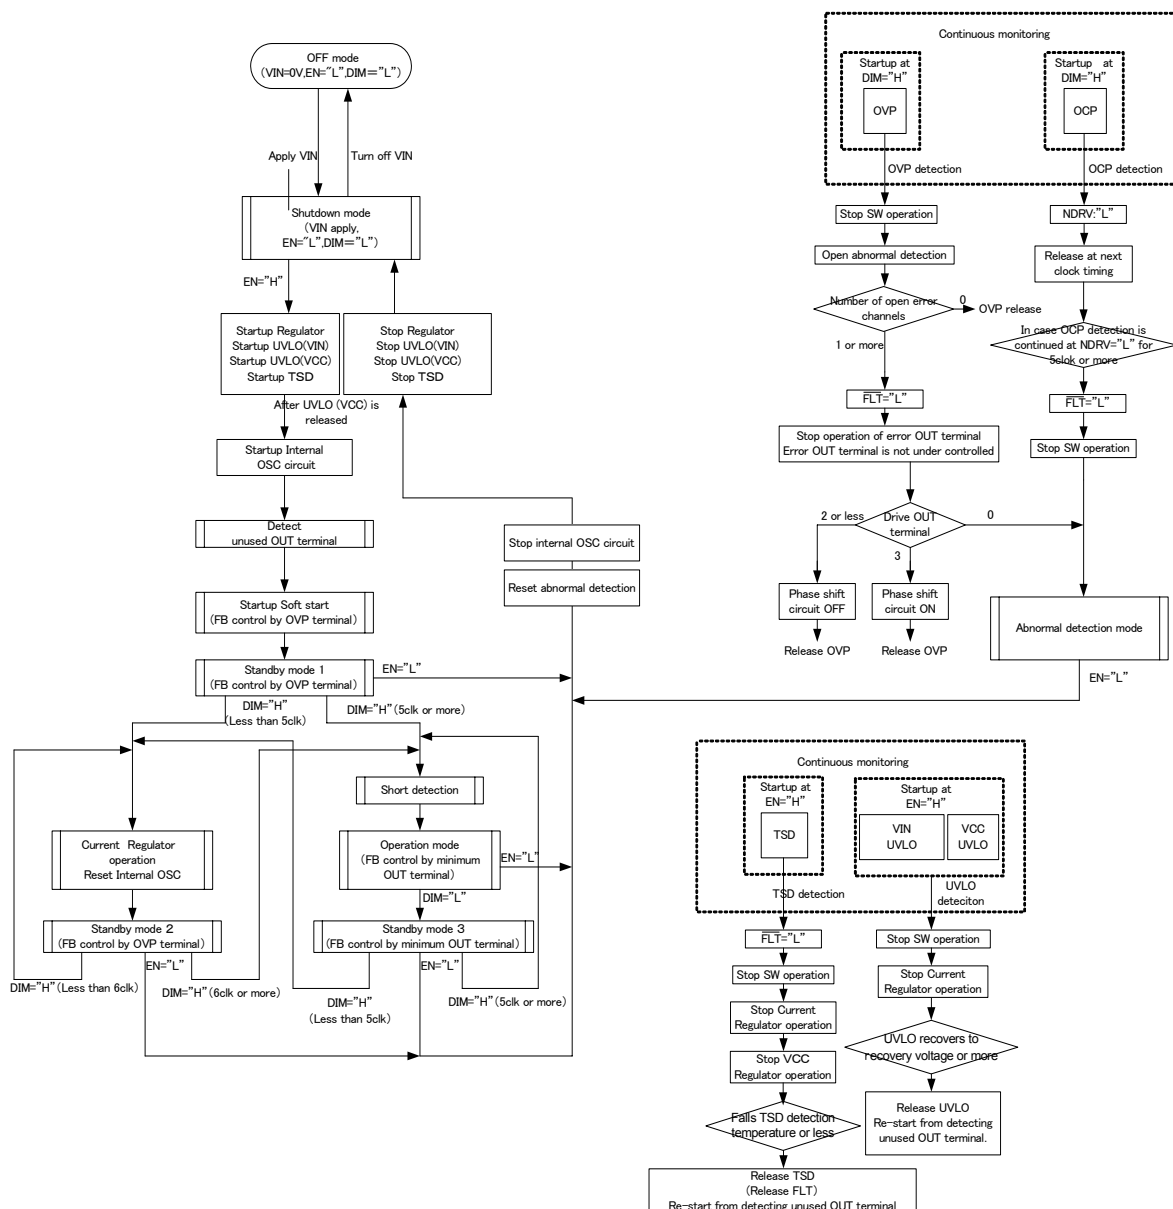 OFF mode
(VIN=0V,EN="L",DIM="L")
Apply VIN
Turn off VIN
Shutdown mode
(VIN apply,
EN="L",DIM="L")
EN="H"
Startup Regulator
Startup UVLO(VIN)
Startup UVLO(VCC)
Startup TSD
Stop Regulator
Stop UVLO(VIN)
Stop UVLO(VCC)
Stop TSD
After UVLO (VCC) is
released
Startup Internal
OSC circuit
Detect
unused OUT terminal
Stop internal OSC circuit
Reset abnormal detection
Startup Soft start
(FB control by OVP terminal)
Standby mode 1
(FB control by OVP terminal)
EN="L"
DIM="H"
(Less than 5clk)
DIM="H" (5clk or more)
Short detection
Current Regulator
operation
Reset Internal OSC
Operation mode
(FB control by minimum
OUT terminal)
EN="L"
DIM="L"
Standby mode 2
(FB control by OVP terminal)
Standby mode 3
(FB control by minimum OUT terminal)
EN="L"
EN="L"
DIM="H" (Less than 6clk)
DIM="H" (6clk or more)
DIM="H"
(Less than 5clk)
DIM="H" (5clk or more)
Continuous monitoring
Startup at
DIM="H"
OVP
Startup at
DIM="H"
OCP
OVP detection
OCP detection
Stop SW operation
NDRV:"L"
Open abnormal detection
Release at next
clock timing
Number of open error
channels
0
OVP release
1 or more
In case OCP detection is
continued at NDRV="L" for
5clok or more
FLT="L"
FLT="L"
Stop operation of error OUT terminal
Error OUT terminal is not under controlled
Stop SW operation
2 or less
Drive OUT
terminal
0
3
Phase shift
circuit OFF
Phase shift
circuit ON
Release OVP
Release OVP
Abnormal detection mode
EN="L"
Continuous monitoring
Startup at
EN="H"
TSD
Startup at
EN="H"
VIN
UVLO
VCC
UVLO
TSD detection
UVLO
deteciton
FLT="L"
Stop SW operation
Stop SW operation
Stop Current
Regulator operation
Stop Current
Regulator operation
Stop VCC
Regulator operation
UVLO recovers to
recovery voltage or more
Falls TSD detection
temperature or less
Release UVLO
Re-start from detecting
unused OUT terminal.
Release TSD
(Release FLT)
Re-start from detecting unused OUT terminal